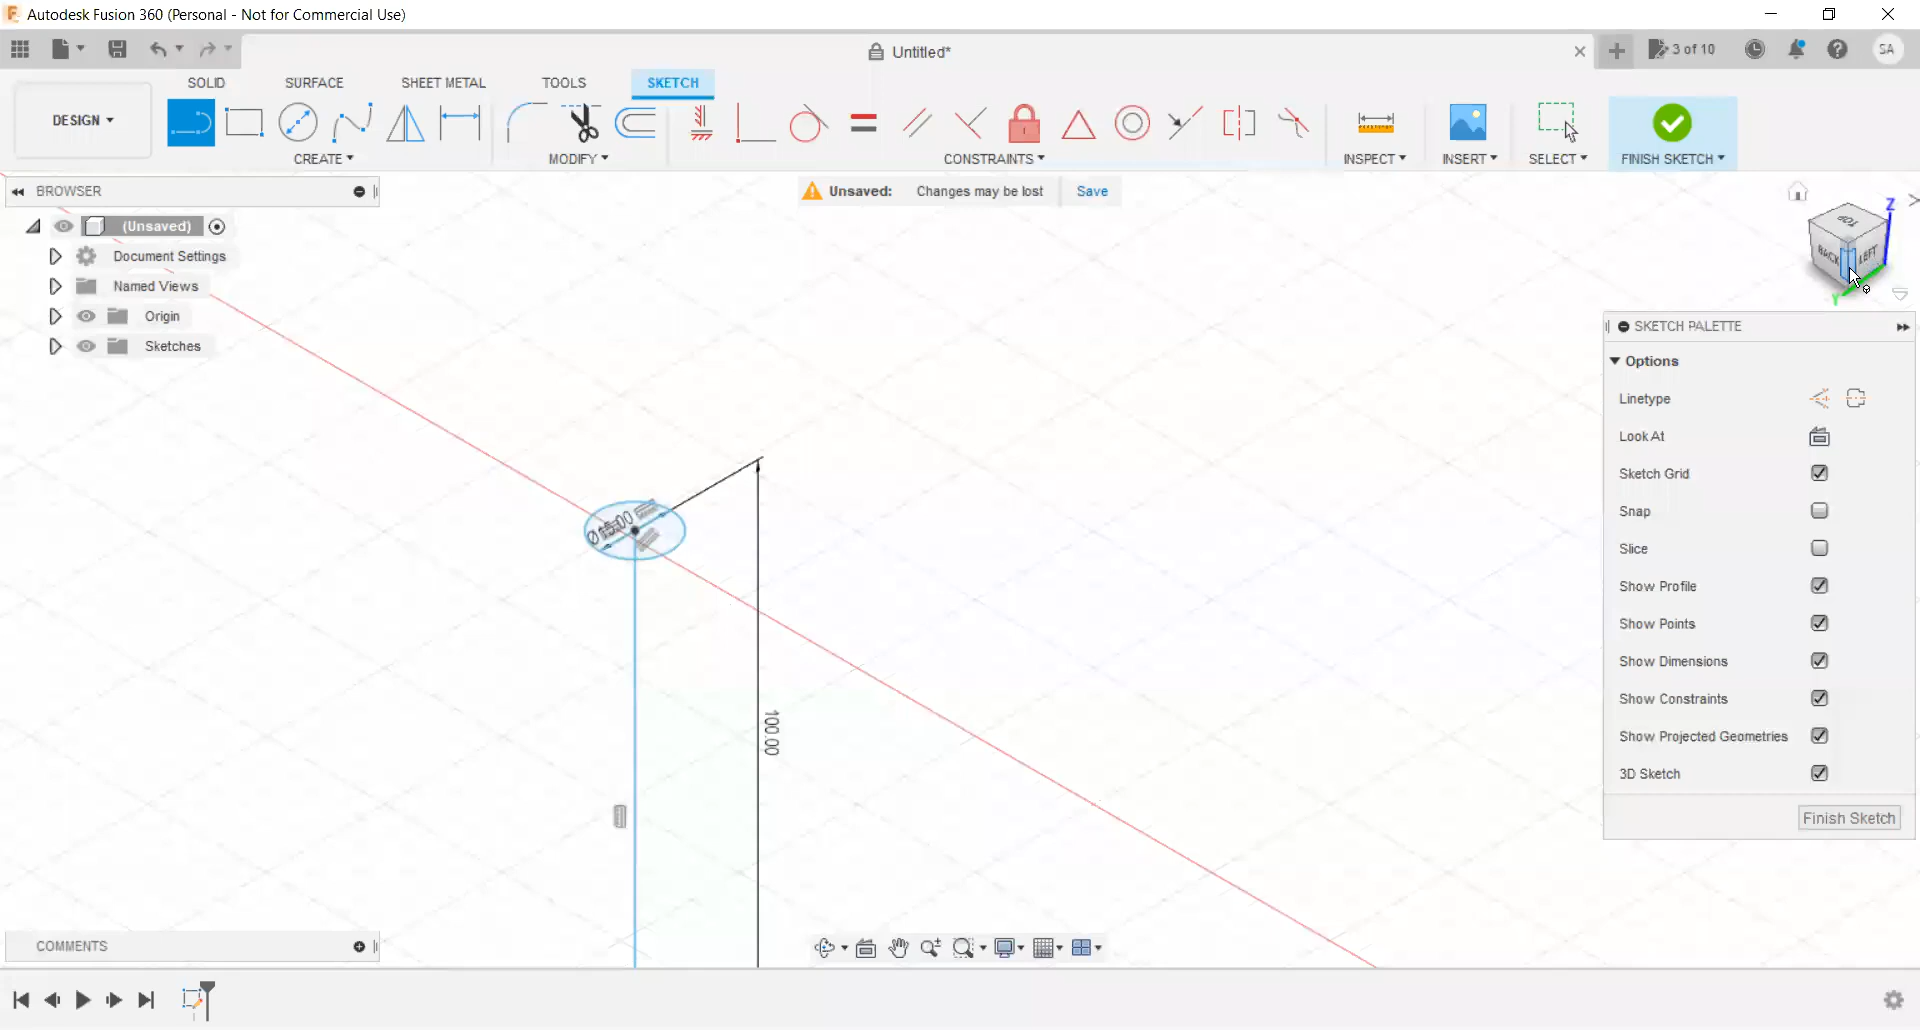 Autodesk Fusion 360 (Personal - Not for Commercial Use)
Untitled*
3 of 10
SA
SOLID
SURFACE
SHEET METAL
TOOLS
SKETCH
DESIGN
CREATE
MODIFY
CONSTRAINTS
INSPECT
INSERT
SELECT
FINISH SKETCH
BROWSER
Unsaved: Changes may be lost Save
(Unsaved)
Document Settings
Named Views
Origin
Sketches
TOP
BACK
LEFT
Z
Y
SKETCH PALETTE
Options
Linetype
Look At
Sketch Grid
Snap
Slice
Show Profile
Show Points
Show Dimensions
Show Constraints
Show Projected Geometries
3D Sketch
Finish Sketch
100.00
COMMENTS